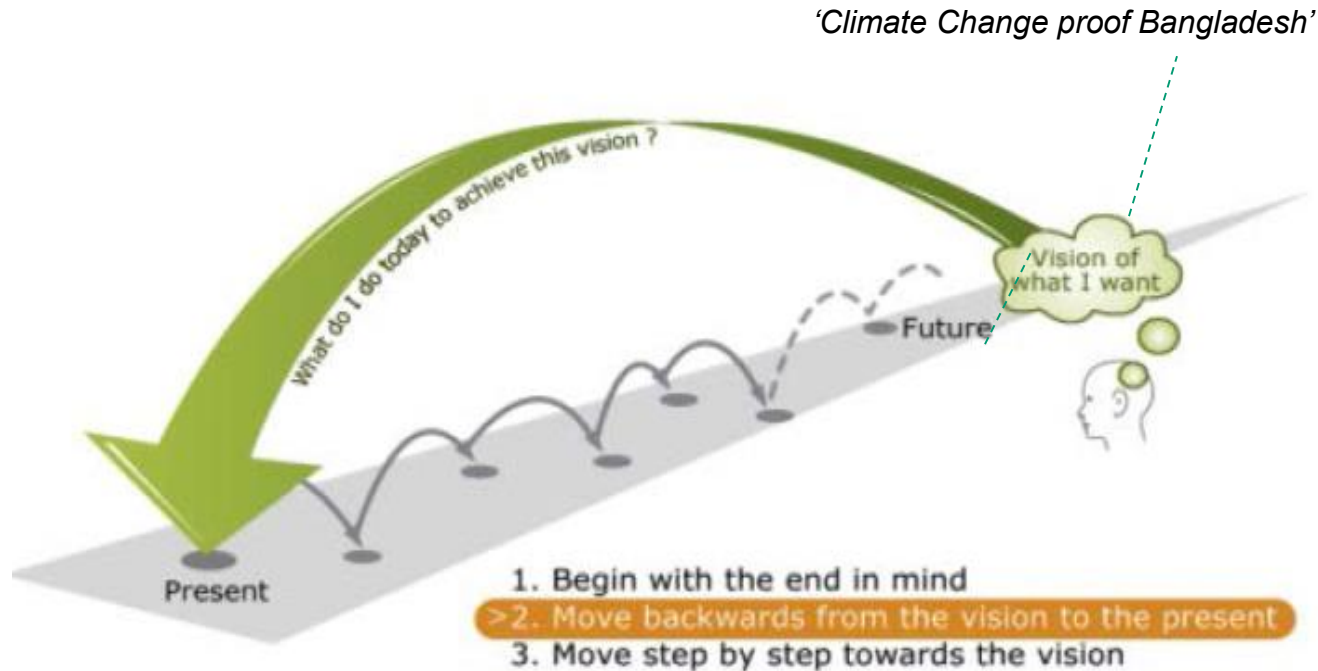 ‘Climate Change proof Bangladesh’
What do I do today to achieve this vision ?
Vision of
what I want
Future
Present
1. Begin with the end in mind
>2. Move backwards from the vision to the present
3. Move step by step towards the vision